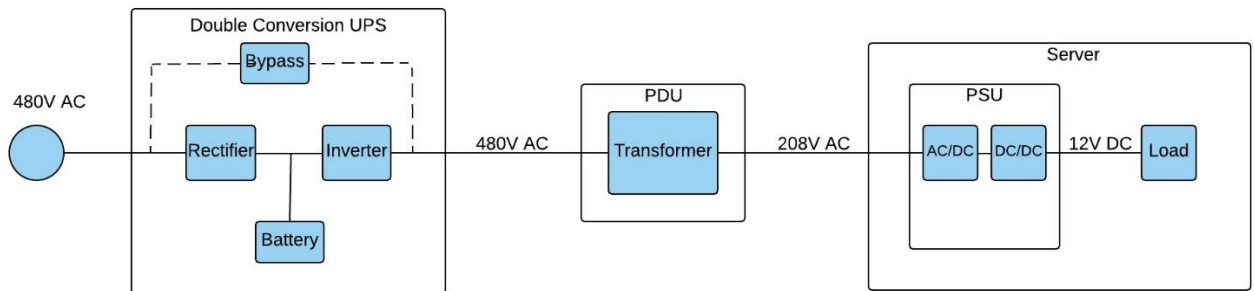 Double Conversion UPS
Bypass
480V AC
Rectifier
Inverter
Battery
480V AC
PDU
Transformer
208V AC
Server
PSU
AC/DC
DC/DC
12V DC
Load